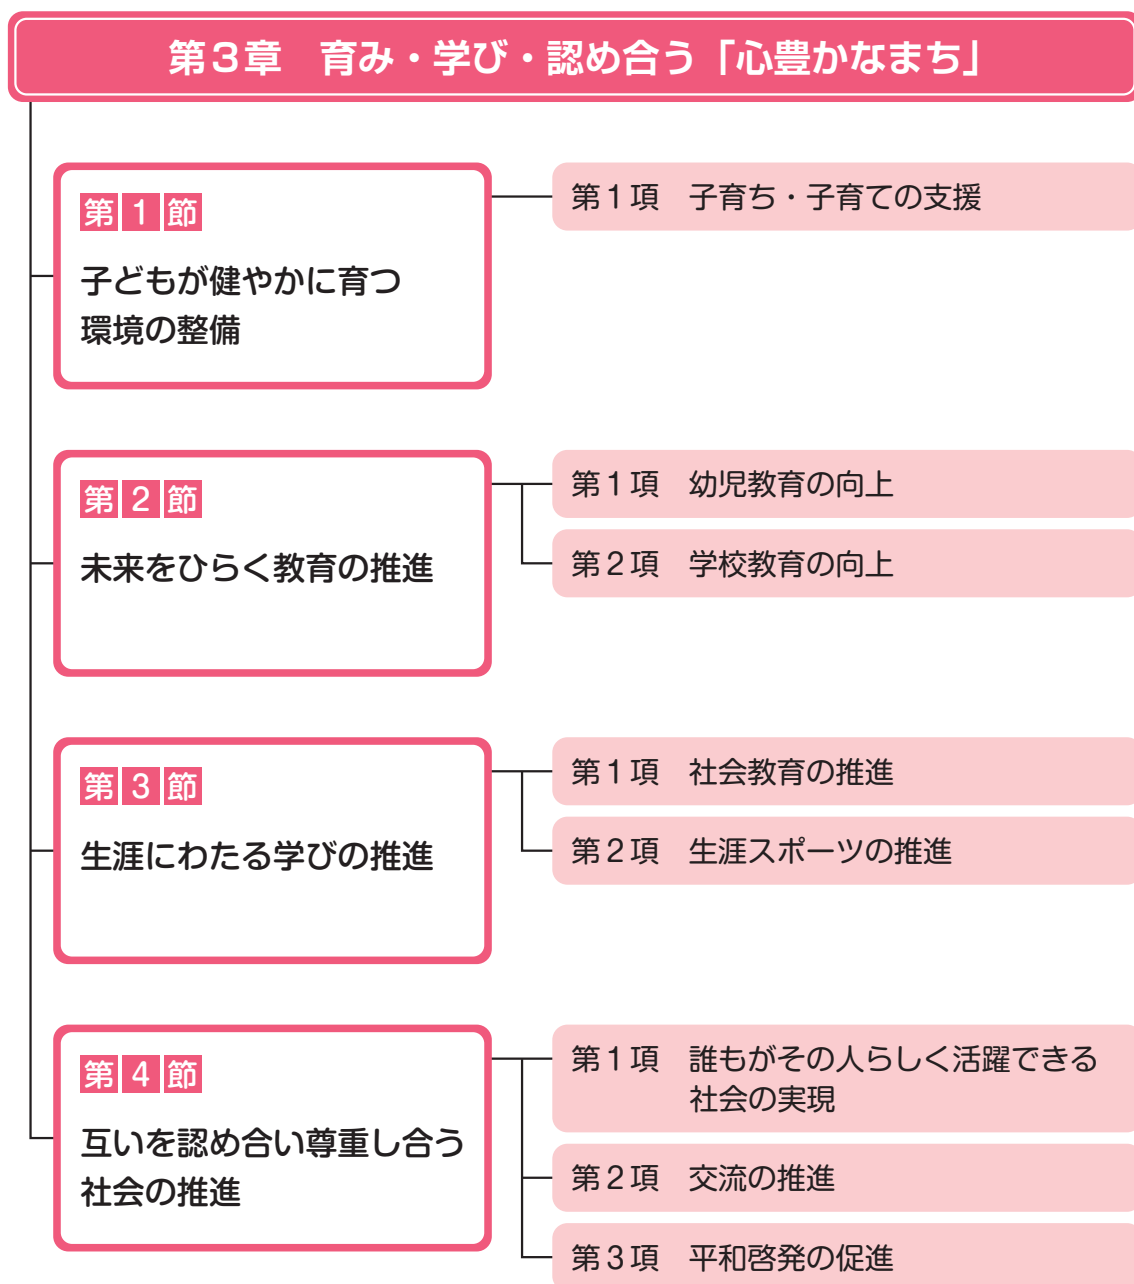 第3章　育み・学び・認め合う「心豊かなまち」
第1節
子どもが健やかに育つ
環境の整備
第1項　子育ち・子育ての支援
第2節
未来をひらく教育の推進
第1項　幼児教育の向上
第2項　学校教育の向上
第3節
生涯にわたる学びの推進
第1項　社会教育の推進
第2項　生涯スポーツの推進
第4節
互いを認め合い尊重し合う
社会の推進
第1項　誰もがその人らしく活躍できる
社会の実現
第2項　交流の推進
第3項　平和啓発の促進